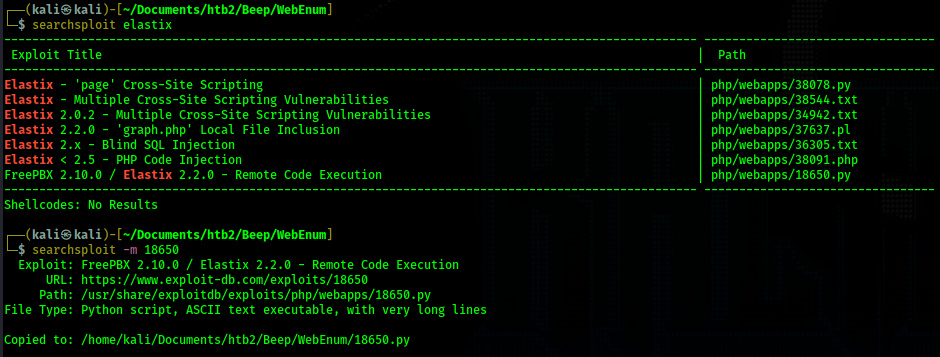 ┌──(kali㉿kali)-[~/Documents/htb2/Beep/WebEnum]
└─$ searchsploit elastix
Exploit Title | Path
Elastix - 'page' Cross-Site Scripting | php/webapps/38078.py
Elastix - Multiple Cross-Site Scripting Vulnerabilities | php/webapps/38544.txt
Elastix 2.0.2 - Multiple Cross-Site Scripting Vulnerabilities | php/webapps/34942.txt
Elastix 2.2.0 - 'graph.php' Local File Inclusion | php/webapps/37637.pl
Elastix 2.x - Blind SQL Injection | php/webapps/36305.txt
Elastix < 2.5 - PHP Code Injection | php/webapps/38091.php
FreePBX 2.10.0 / Elastix 2.2.0 - Remote Code Execution | php/webapps/18650.py
Shellcodes: No Results
┌──(kali㉿kali)-[~/Documents/htb2/Beep/WebEnum]
└─$ searchsploit -m 18650
Exploit: FreePBX 2.10.0 / Elastix 2.2.0 - Remote Code Execution
URL: https://www.exploit-db.com/exploits/18650
Path: /usr/share/exploitdb/exploits/php/webapps/18650.py
File Type: Python script, ASCII text executable, with very long lines
Copied to: /home/kali/Documents/htb2/Beep/WebEnum/18650.py